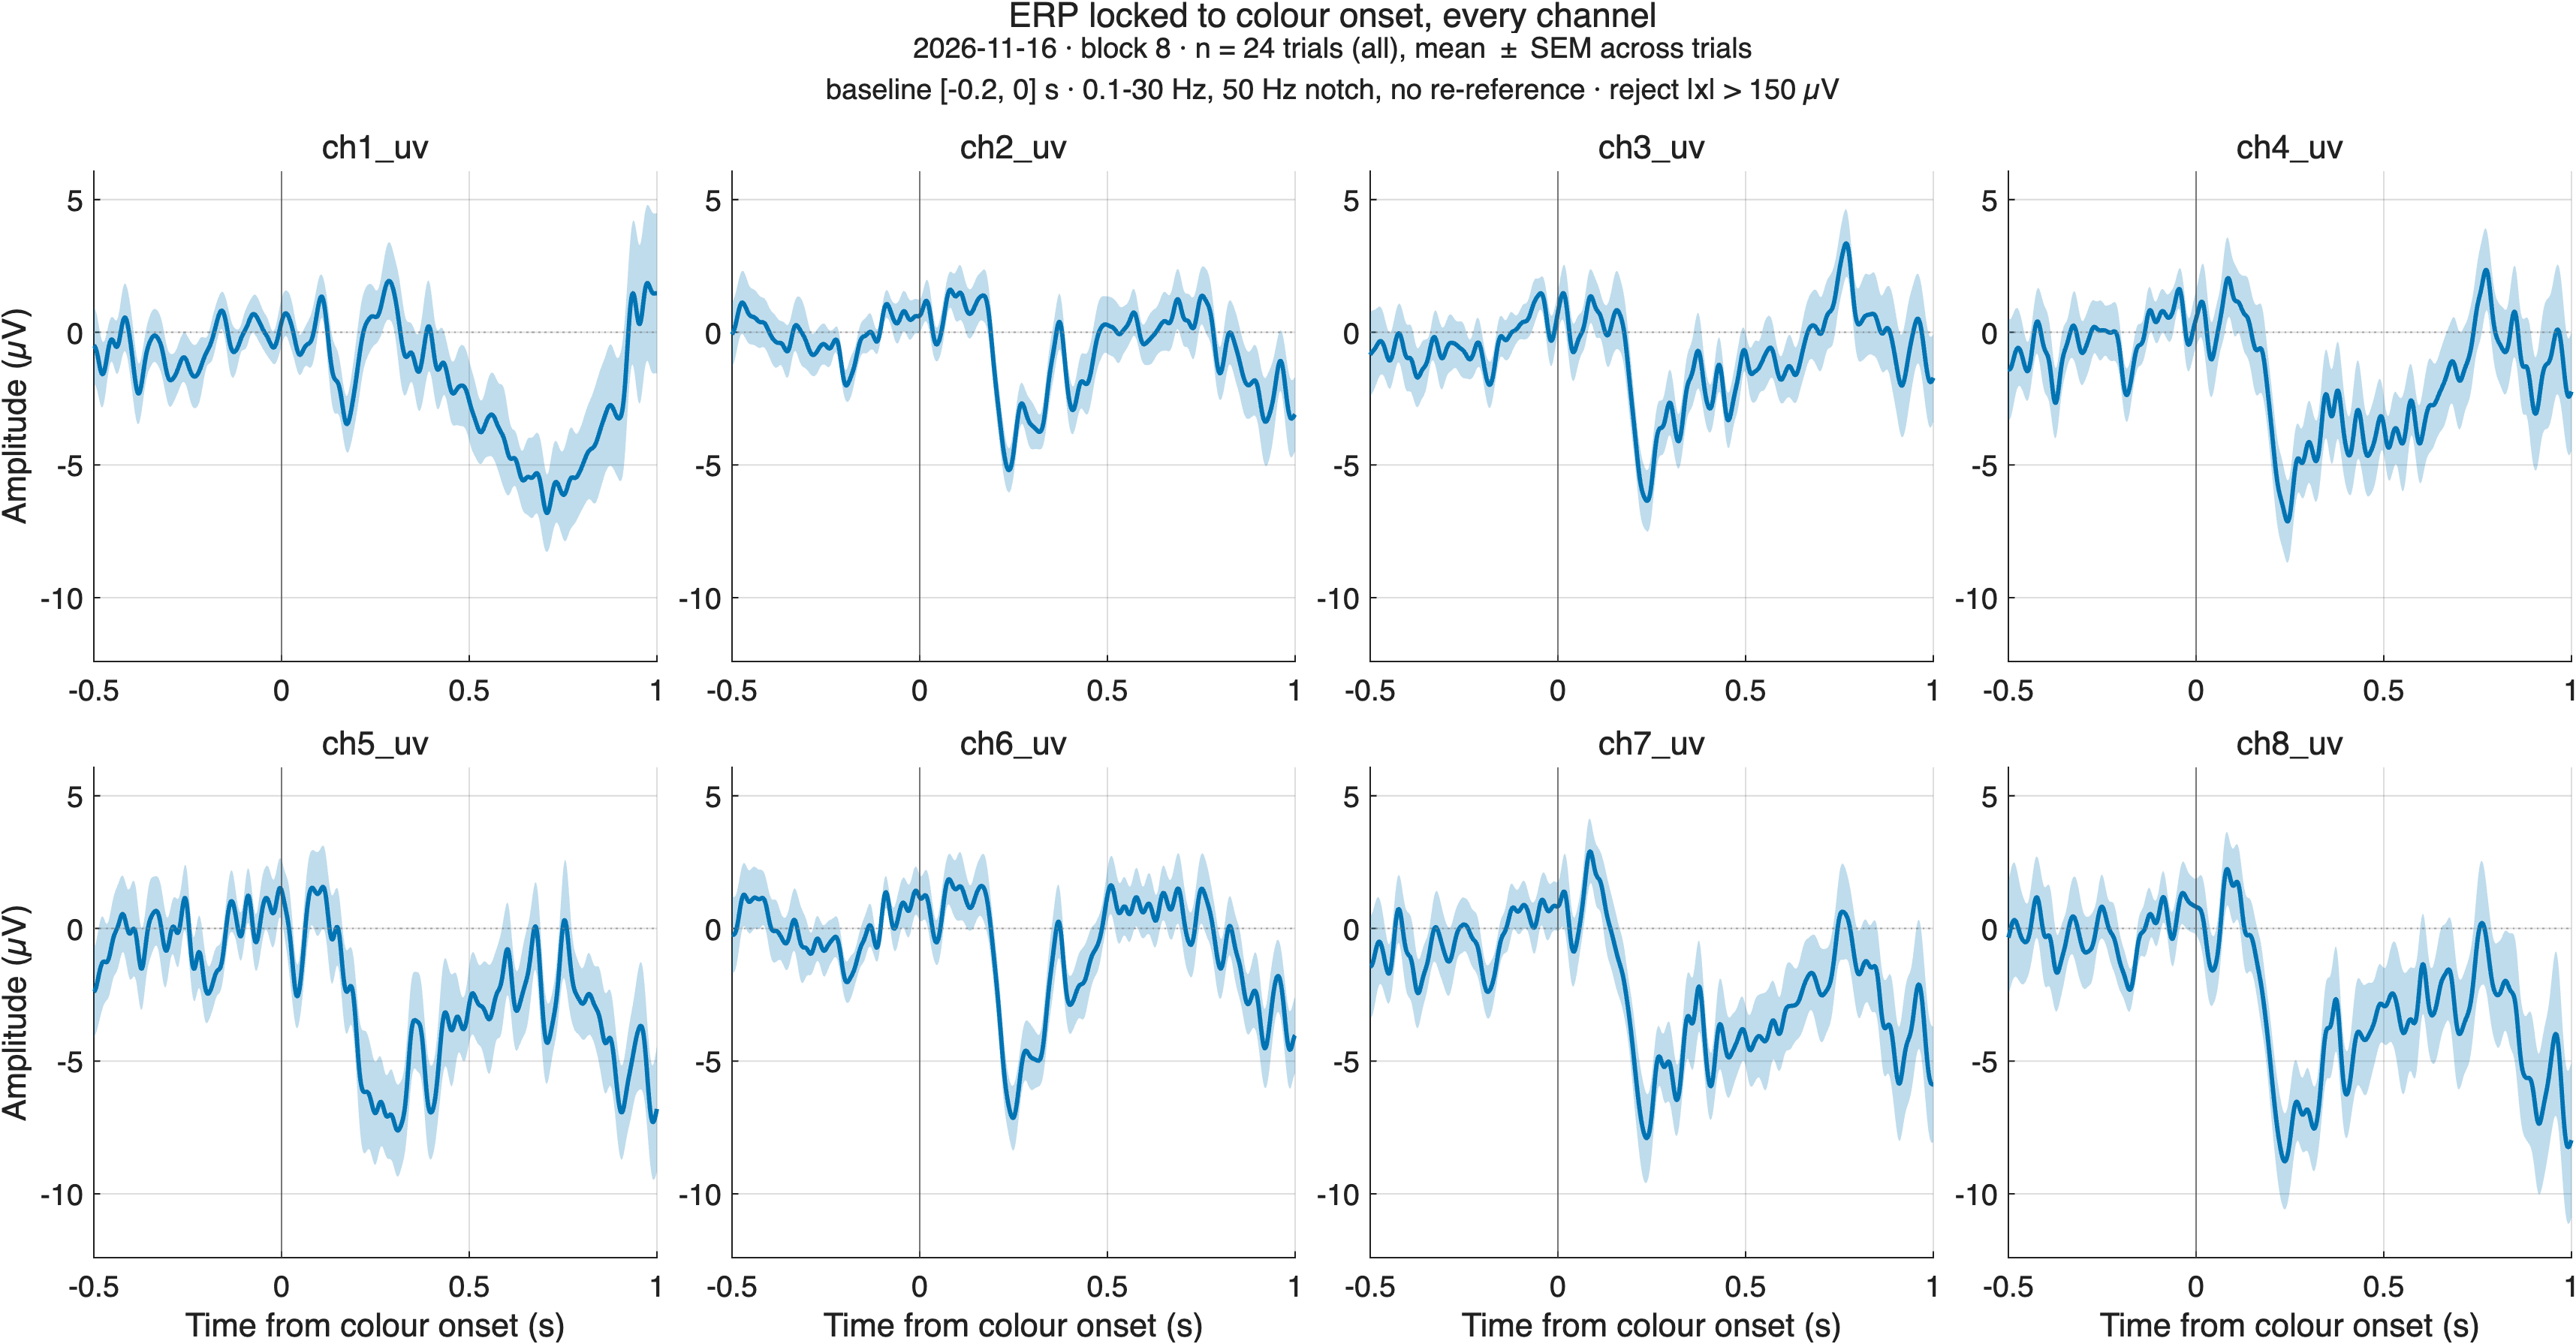 ERP locked to colour onset, every channel
2026-11-16 · block 8 · n = 24 trials (all), mean ± SEM across trials
baseline [-0.2, 0] s · 0.1-30 Hz, 50 Hz notch, no re-reference · reject |x| > 150 µV
ch1_uv
ch2_uv
ch3_uv
ch4_uv
Amplitude (µV)
5
0
-5
-10
-0.5 0 0.5 1
5
0
-5
-10
-0.5 0 0.5 1
5
0
-5
-10
-0.5 0 0.5 1
5
0
-5
-10
-0.5 0 0.5 1
ch5_uv
ch6_uv
ch7_uv
ch8_uv
Amplitude (µV)
5
0
-5
-10
-0.5 0 0.5 1
Time from colour onset (s)
5
0
-5
-10
-0.5 0 0.5 1
Time from colour onset (s)
5
0
-5
-10
-0.5 0 0.5 1
Time from colour onset (s)
5
0
-5
-10
-0.5 0 0.5 1
Time from colour onset (s)